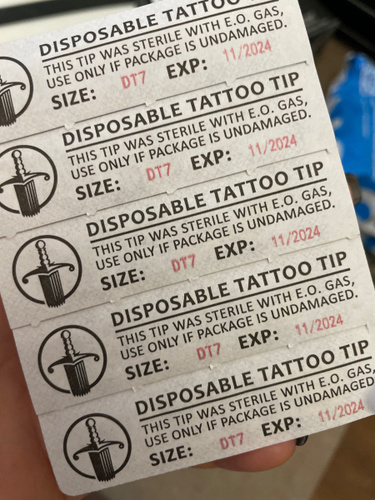 DISPOSABLE TATTOO
THIS TIP WAS STERILE WITH E.O. GAS,
USE ONLY IF PACKAGE IS UNDAMAGED.
SIZE: DT7 EXP: 11/2024
DISPOSABLE TATTOO TIP
THIS TIP WAS STERILE WITH E.O. GAS,
USE ONLY IF PACKAGE IS UNDAMAGED.
SIZE: DT7 EXP: 11/2024
DISPOSABLE TATTOO TIP
THIS TIP WAS STERILE WITH E.O. GAS,
USE ONLY IF PACKAGE IS UNDAMAGED.
SIZE: DT7 EXP: 11/2024
DISPOSABLE TATTOO TIP
THIS TIP WAS STERILE WITH E.O. GAS,
USE ONLY IF PACKAGE IS UNDAMAGED.
SIZE: DT7 EXP: 11/2024
DISPOSABLE TATTOO TIP
THIS TIP WAS STERILE WITH E.O. GAS,
USE ONLY IF PACKAGE IS UNDAMAGED.
SIZE: DT7 EXP: 11/2024